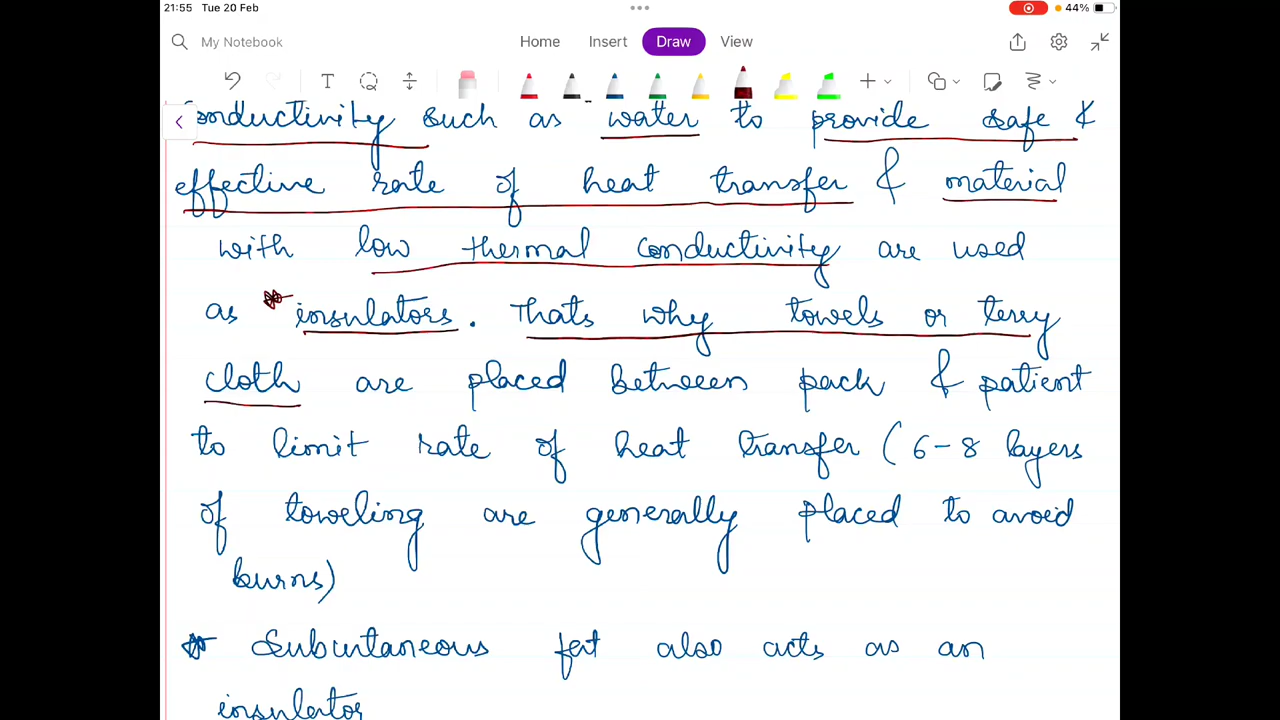 21:55 Tue 20 Feb
44%
My Notebook
Home Insert Draw View
T
conductivity such as water to provide safe &
effective rate of heat transfer & material
with low thermal conductivity are used
as insulators. Thats why towels or terry
cloth are placed between pack & patient
to limit rate of heat transfer (6-8 layers
of toweling are generally placed to avoid
burns)
Subcutaneous fat also acts as an
insulator